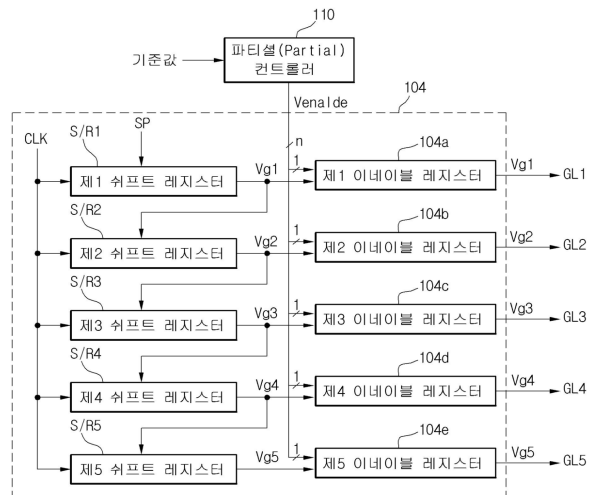 110
파티셜(Partial)
컨트롤러
기준값
Venalde
104
CLK
S/R1
SP
n
104a
제1 쉬프트 레지스터
Vg1
1
제1 이네이블 레지스터
Vg1
GL1
S/R2
104b
제2 쉬프트 레지스터
Vg2
1
제2 이네이블 레지스터
Vg2
GL2
S/R3
104c
제3 쉬프트 레지스터
Vg3
1
제3 이네이블 레지스터
Vg3
GL3
S/R4
104d
제4 쉬프트 레지스터
Vg4
1
제4 이네이블 레지스터
Vg4
GL4
S/R5
104e
제5 쉬프트 레지스터
Vg5
1
제5 이네이블 레지스터
Vg5
GL5